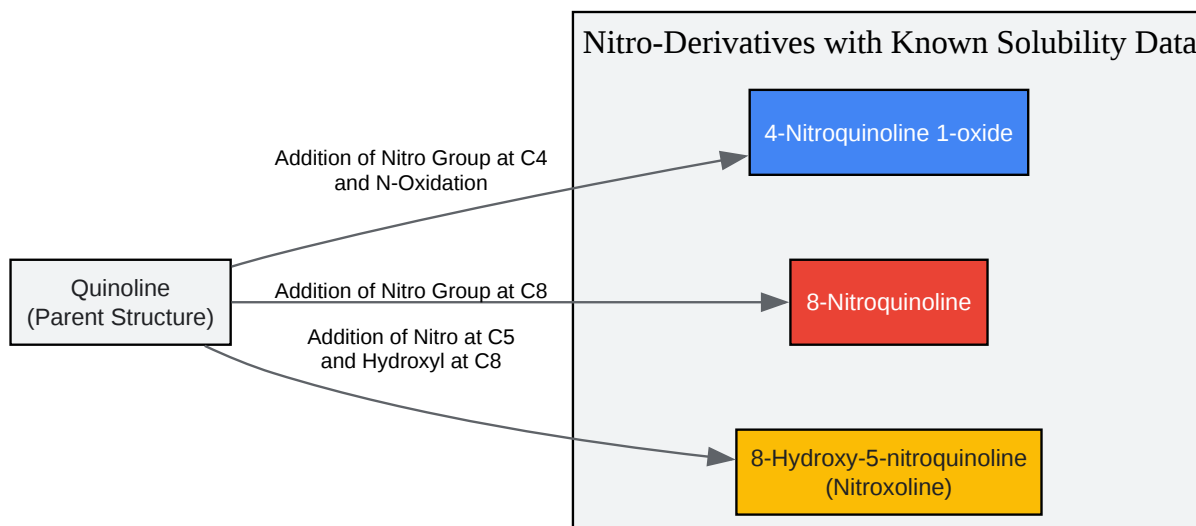 Nitro-Derivatives with Known Solubility Data
4-Nitroquinoline 1-oxide
Addition of Nitro Group at C4
and N-Oxidation
Quinoline
(Parent Structure)
Addition of Nitro Group at C8
8-Nitroquinoline
Addition of Nitro at C5
and Hydroxyl at C8
8-Hydroxy-5-nitroquinoline
(Nitroxoline)